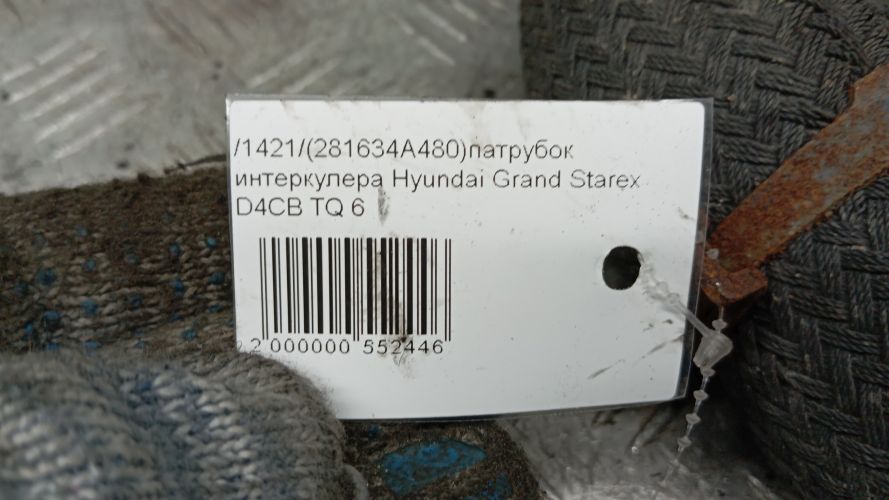 /1421/(281634A480)патрубок
интеркулера Hyundai Grand Starex
D4CB TQ 6
2 000000 552446